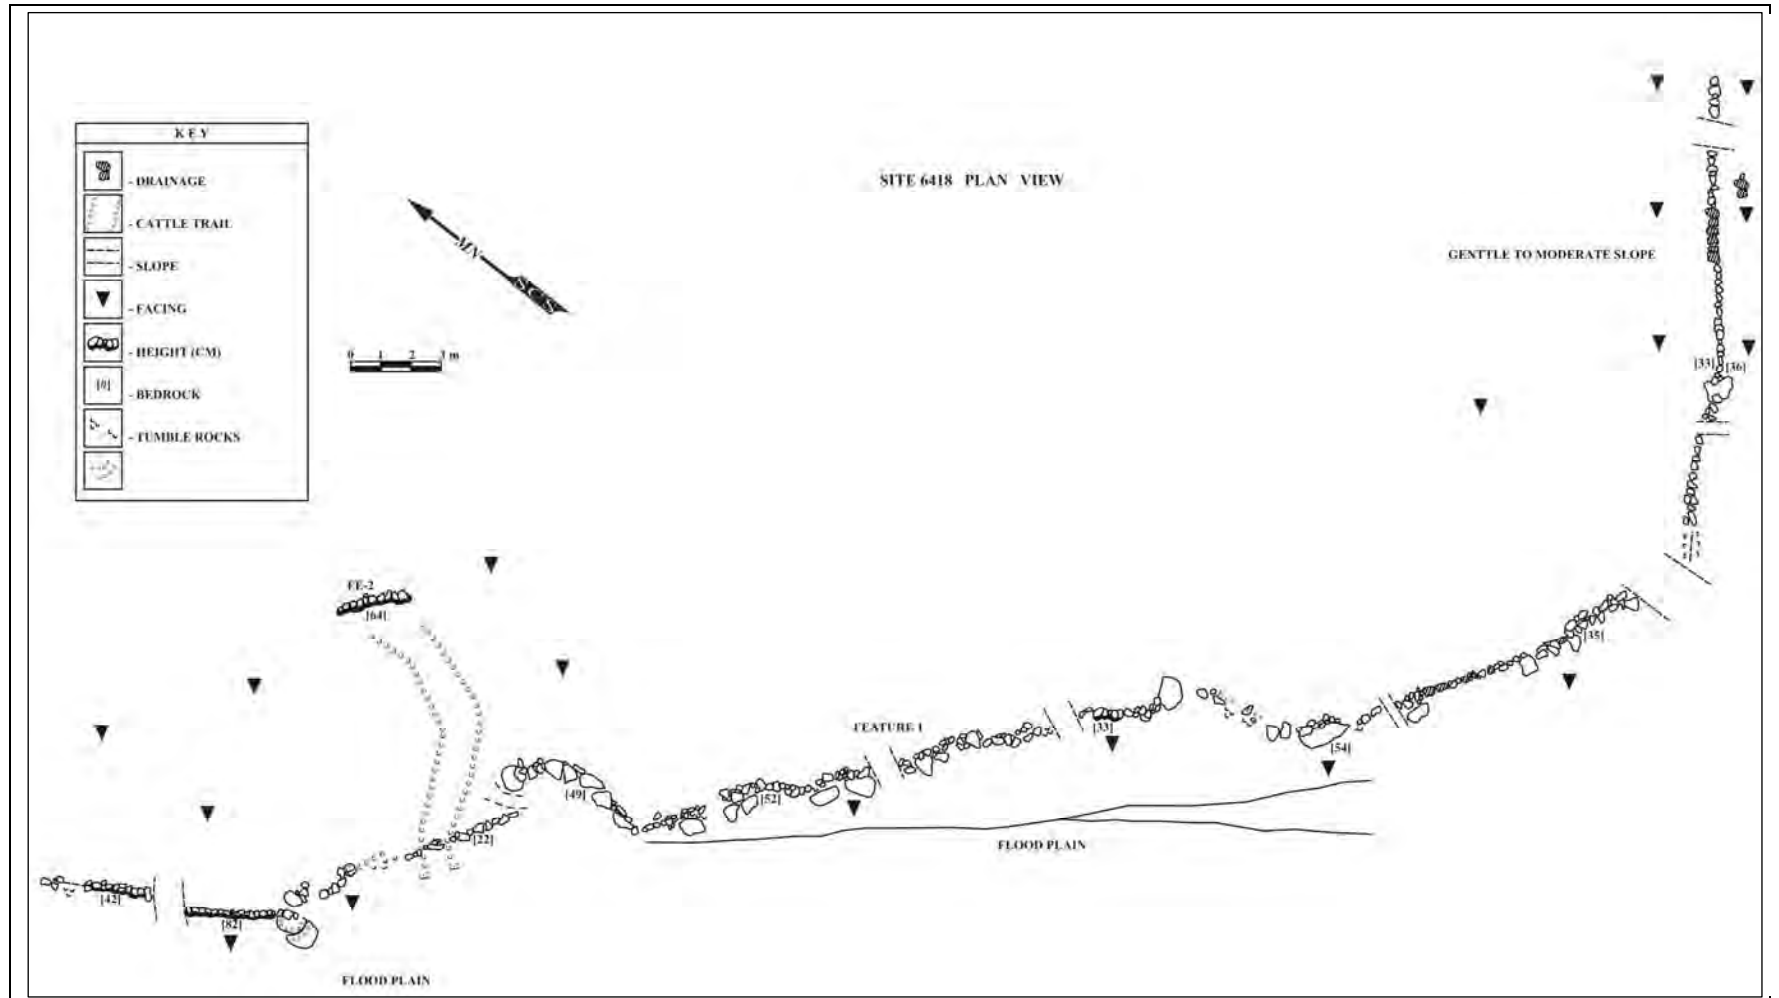 KEY
- DRAINAGE
- CATTLE TRAIL
- SLOPE
- FACING
- HEIGHT (CM)
[0]
- BEDROCK
- TUMBLE ROCKS
SITE 6418 PLAN VIEW
MN
SCS
0 1 2 3 m
GENTTLE TO MODERATE SLOPE
[33] [36]
FE-2
[64]
[35]
FEATURE 1
[33]
[54]
[49]
[52]
[22]
FLOOD PLAIN
[42]
[82]
FLOOD PLAIN